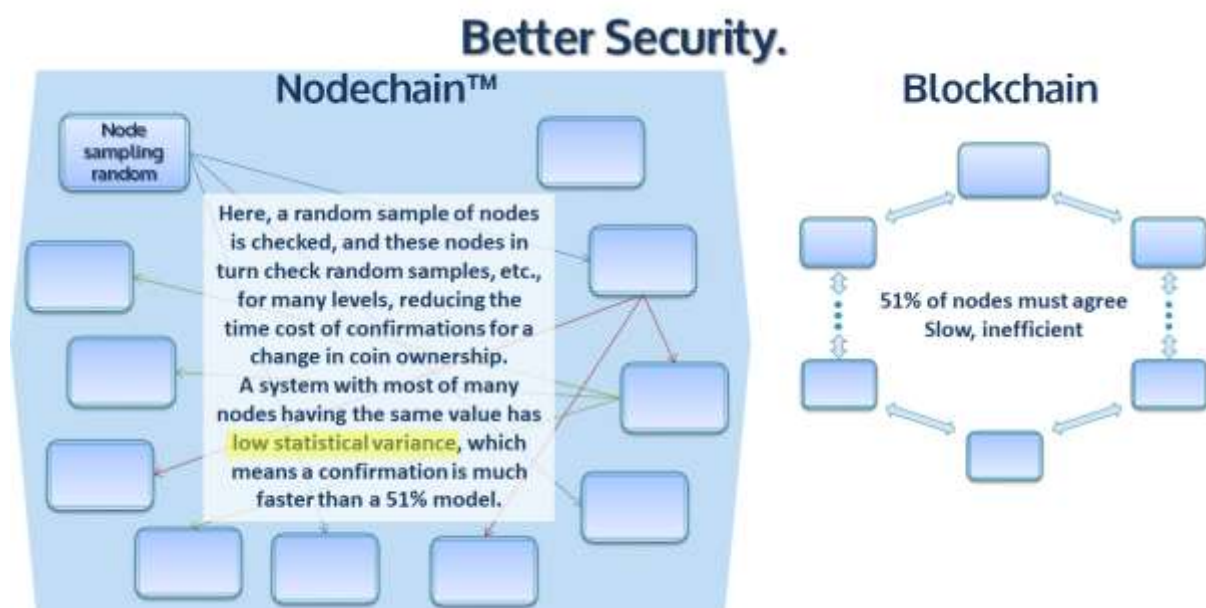 Better Security.
Nodechain™
Node
sampling
random
Here, a random sample of nodes
is checked, and these nodes in
turn check random samples, etc.,
for many levels, reducing the
time cost of confirmations for a
change in coin ownership.
A system with most of many
nodes having the same value has
low statistical variance, which
means a confirmation is much
faster than a 51% model.
Blockchain
51% of nodes must agree
Slow, inefficient